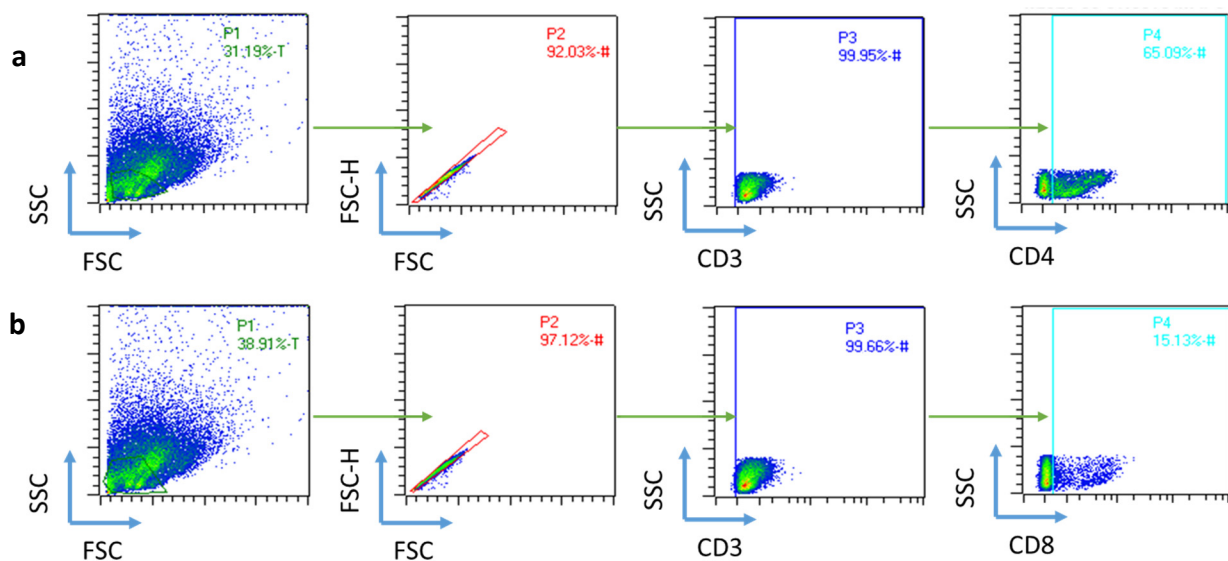 a
P1
31.19%-T
SSC
FSC
P2
92.03%-#
FSC-H
FSC
P3
99.95%-#
SSC
CD3
P4
65.09%-#
SSC
CD4
b
P1
38.91%-T
SSC
FSC
P2
97.12%-#
FSC-H
FSC
P3
99.66%-#
SSC
CD3
P4
15.13%-#
SSC
CD8